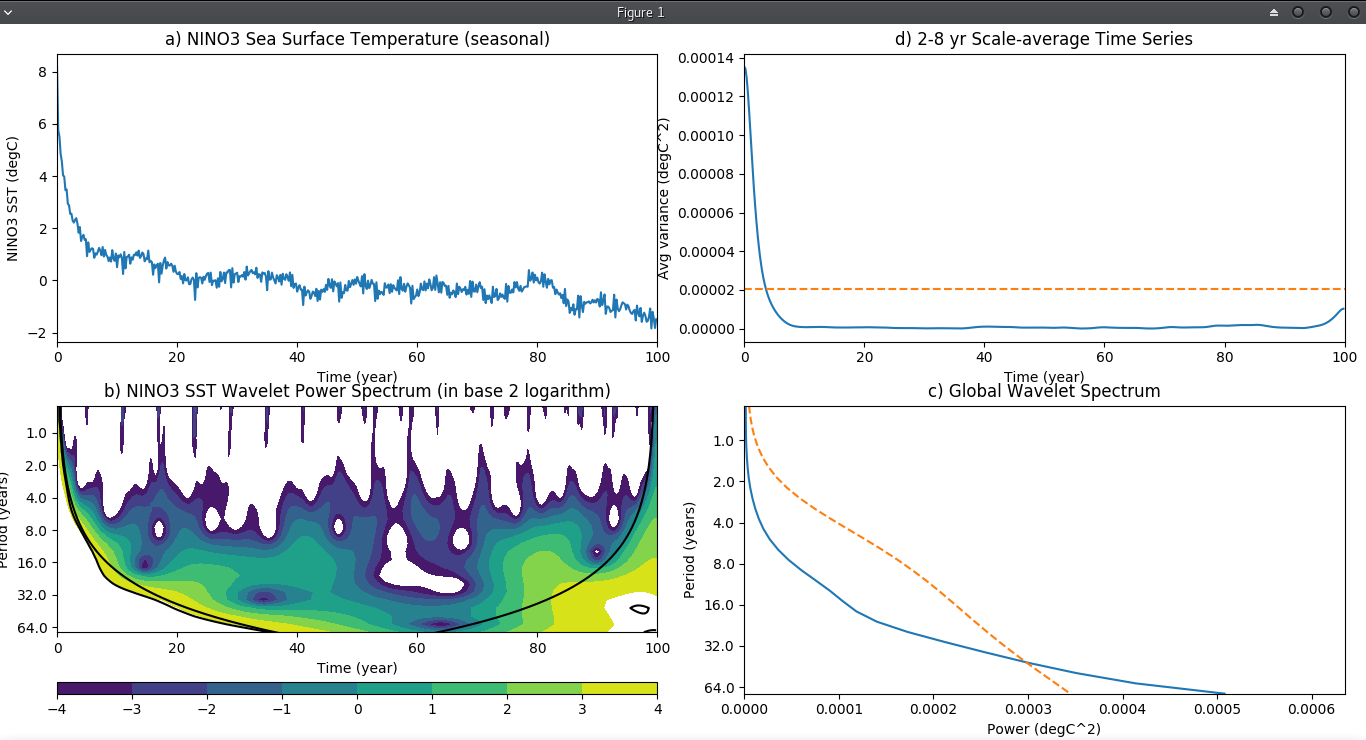 Figure 1
a) NINO3 Sea Surface Temperature (seasonal)
NINO3 SST (degC)
8
6
4
2
0
−2
0 20 40 60 80 100
Time (year)
d) 2-8 yr Scale-average Time Series
Avg variance (degC^2)
0.00014
0.00012
0.00010
0.00008
0.00006
0.00004
0.00002
0.00000
0 20 40 60 80 100
Time (year)
b) NINO3 SST Wavelet Power Spectrum (in base 2 logarithm)
Period (years)
1.0
2.0
4.0
8.0
16.0
32.0
64.0
0 20 40 60 80 100
Time (year)
−4 −3 −2 −1 0 1 2 3 4
c) Global Wavelet Spectrum
Period (years)
1.0
2.0
4.0
8.0
16.0
32.0
64.0
0.0000 0.0001 0.0002 0.0003 0.0004 0.0005 0.0006
Power (degC^2)